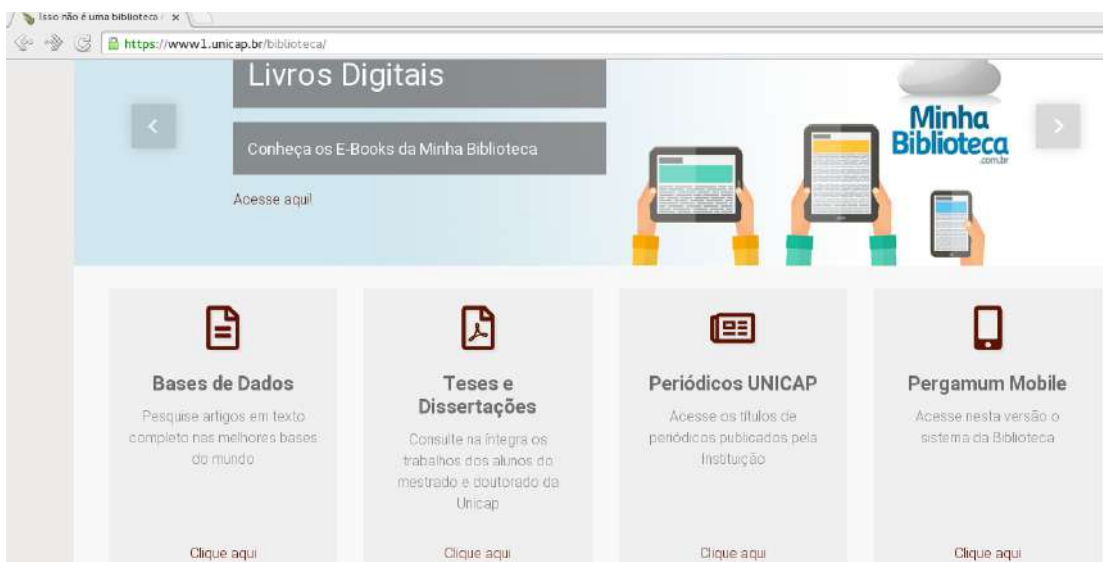 Isso não é uma biblioteca
https://www1.unicap.br/biblioteca/
Livros Digitais
Conheça os E-Books da Minha Biblioteca
Acesse aqui!
Minha
Biblioteca
.com.br
Bases de Dados
Pesquise artigos em texto
completo nas melhores bases
do mundo
Clique aqui
Teses e
Dissertações
Consulte na íntegra os
trabalhos dos alunos do
mestrado e doutorado da
Unicap
Clique aqui
Periódicos UNICAP
Acesse os títulos de
periódicos publicados pela
Instituição
Clique aqui
Pergamum Mobile
Acesse nesta versão o
sistema da Biblioteca
Clique aqui